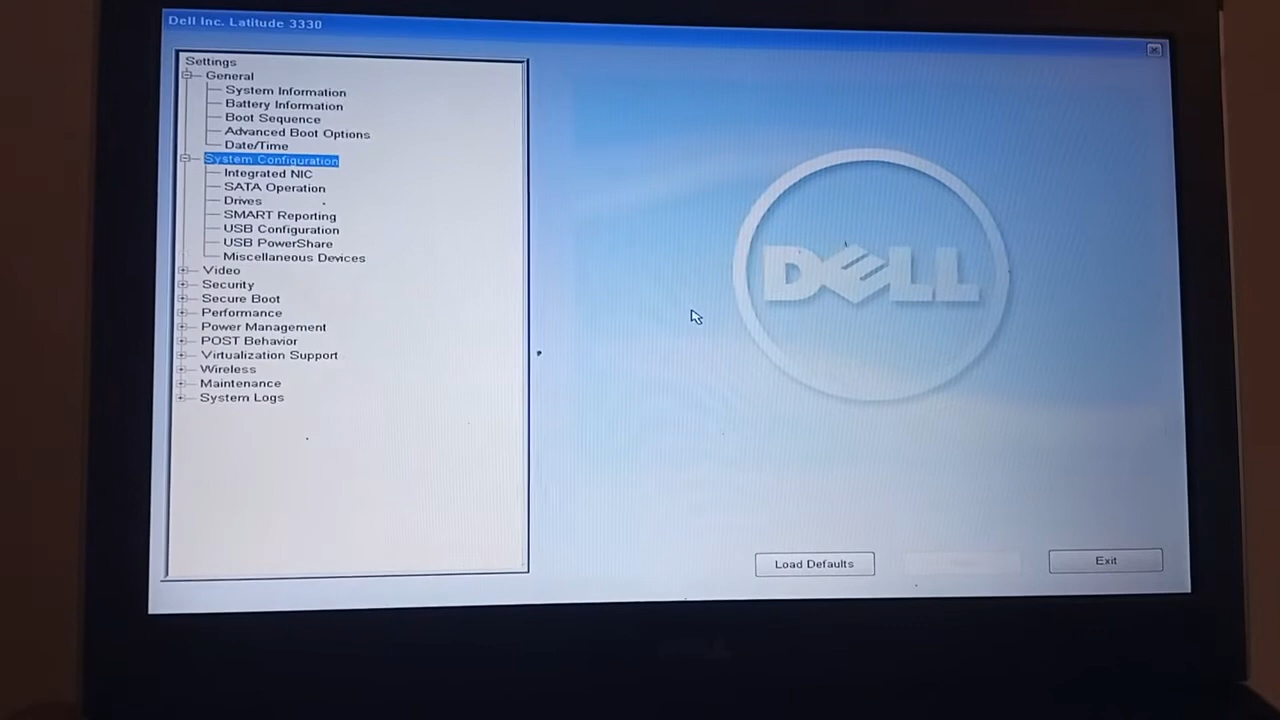 Dell Inc. Latitude 3330
Settings
General
System Information
Battery Information
Boot Sequence
Advanced Boot Options
Date/Time
System Configuration
Integrated NIC
SATA Operation
Drives
SMART Reporting
USB Configuration
USB PowerShare
Miscellaneous Devices
Video
Security
Secure Boot
Performance
Power Management
POST Behavior
Virtualization Support
Wireless
Maintenance
System Logs
DELL
Load Defaults
Exit